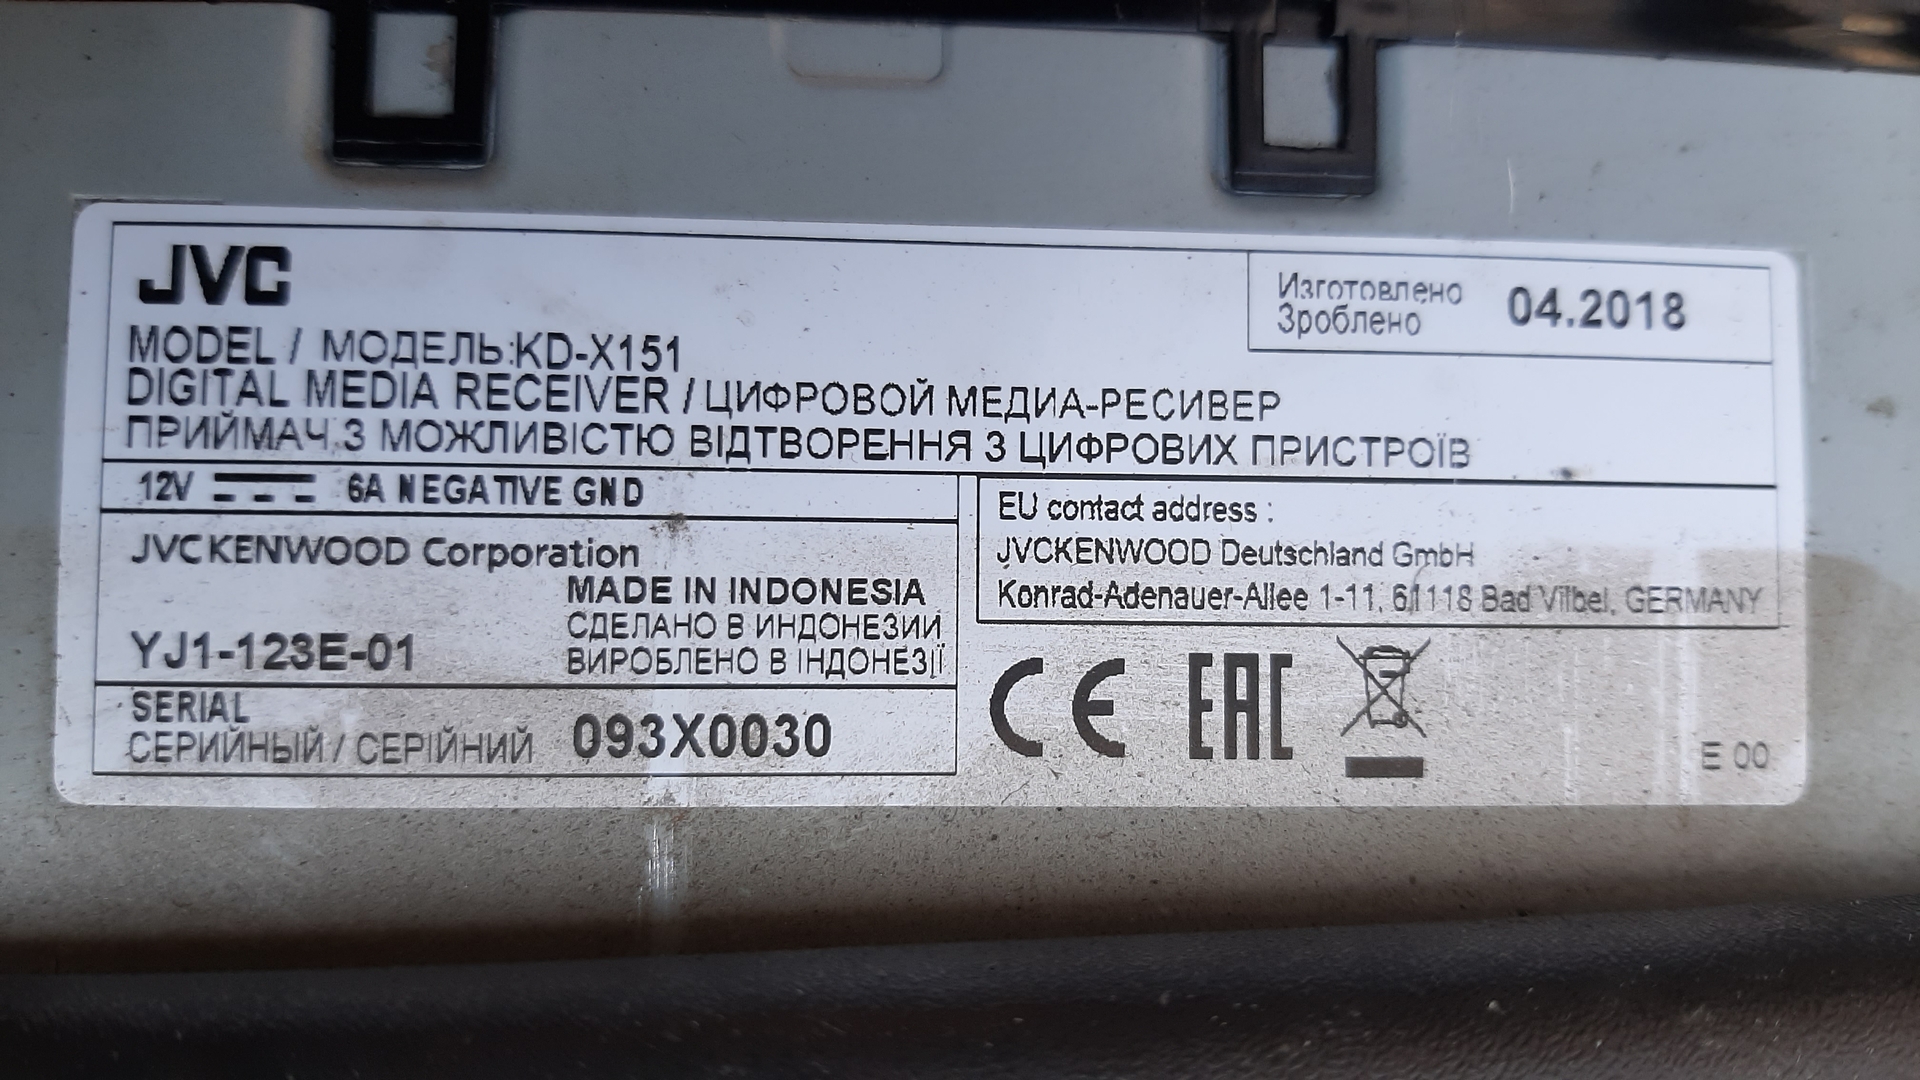 JVC
Изготовлено
Зроблено
04.2018
MODEL / МОДЕЛЬ:KD-X151
DIGITAL MEDIA RECEIVER / ЦИФРОВОЙ МЕДИА-РЕСИВЕР
ПРИЙМАЧ З МОЖЛИВІСТЮ ВІДТВОРЕННЯ З ЦИФРОВИХ ПРИСТРОЇВ
12V 6A NEGATIVE GND
JVCKENWOOD Corporation
MADE IN INDONESIA
СДЕЛАНО В ИНДОНЕЗИИ
YJ1-123E-01
ВИРОБЛЕНО В ІНДОНЕЗІЇ
SERIAL
СЕРИЙНЫЙ / СЕРІЙНИЙ 093X0030
EU contact address :
JVCKENWOOD Deutschland GmbH
Konrad-Adenauer-Allee 1-11, 61118 Bad Vilbel, GERMANY
CE EAC
E 00